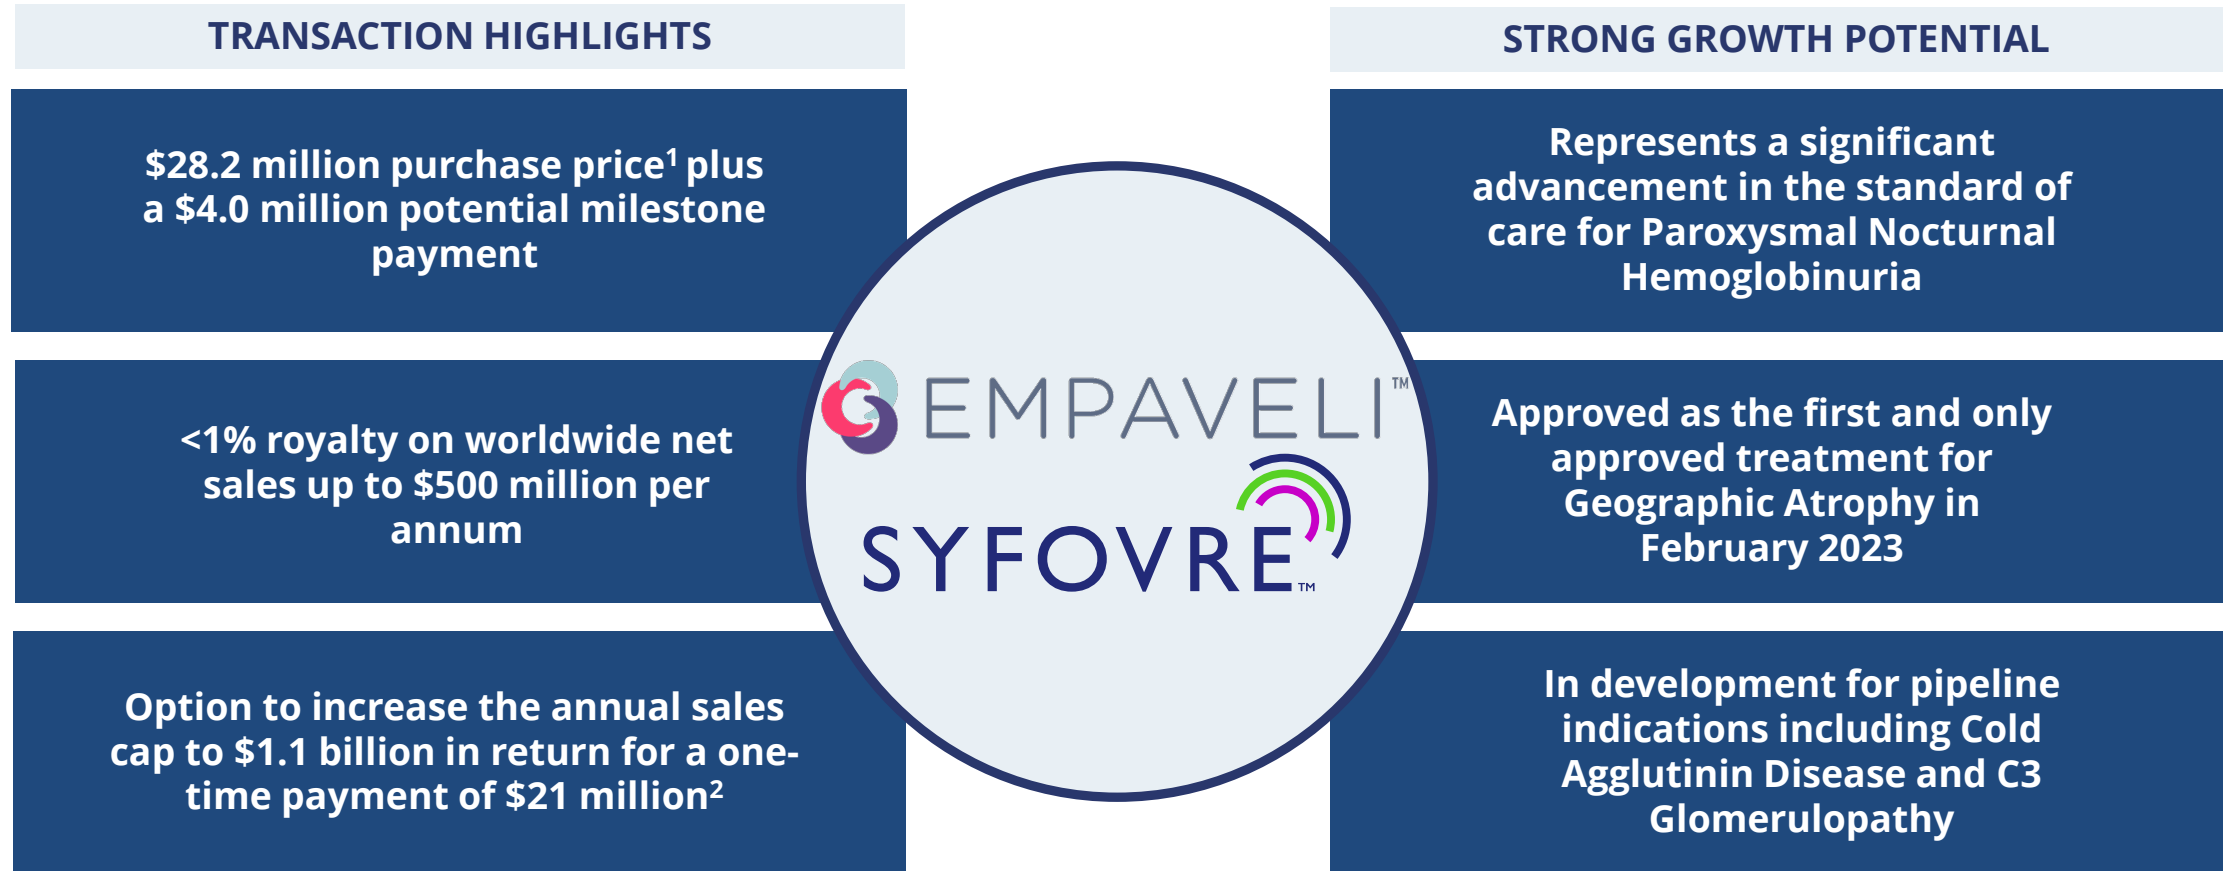 TRANSACTION HIGHLIGHTS
$28.2 million purchase price¹ plus
a $4.0 million potential milestone
payment
<1% royalty on worldwide net
sales up to $500 million per
annum
Option to increase the annual sales
cap to $1.1 billion in return for a one-
time payment of $21 million²
EMPAVELI™
SYFOVRE™
STRONG GROWTH POTENTIAL
Represents a significant
advancement in the standard of
care for Paroxysmal Nocturnal
Hemoglobinuria
Approved as the first and only
approved treatment for
Geographic Atrophy in
February 2023
In development for pipeline
indications including Cold
Agglutinin Disease and C3
Glomerulopathy